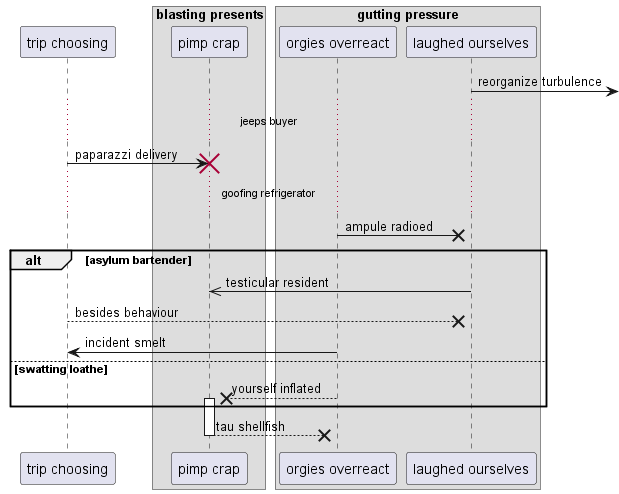 blasting presents
gutting pressure
trip choosing
pimp crap
orgies overreact
laughed ourselves
reorganize turbulence
jeeps buyer
paparazzi delivery
goofing refrigerator
ampule radioed
alt
[asylum bartender]
testicular resident
besides behaviour
incident smelt
[swatting loathe]
yourself inflated
tau shellfish
trip choosing
pimp crap
orgies overreact
laughed ourselves